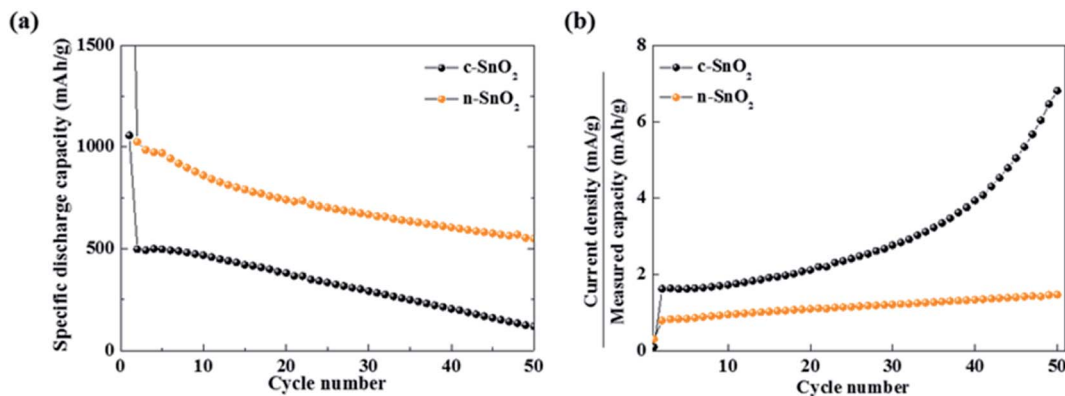 (a)
Specific discharge capacity (mAh/g)
1500
1000
500
0
c-SnO₂
n-SnO₂
0 10 20 30 40 50
Cycle number
(b)
Current density (mA/g)
Measured capacity (mAh/g)
8
6
4
2
0
c-SnO₂
n-SnO₂
10 20 30 40 50
Cycle number